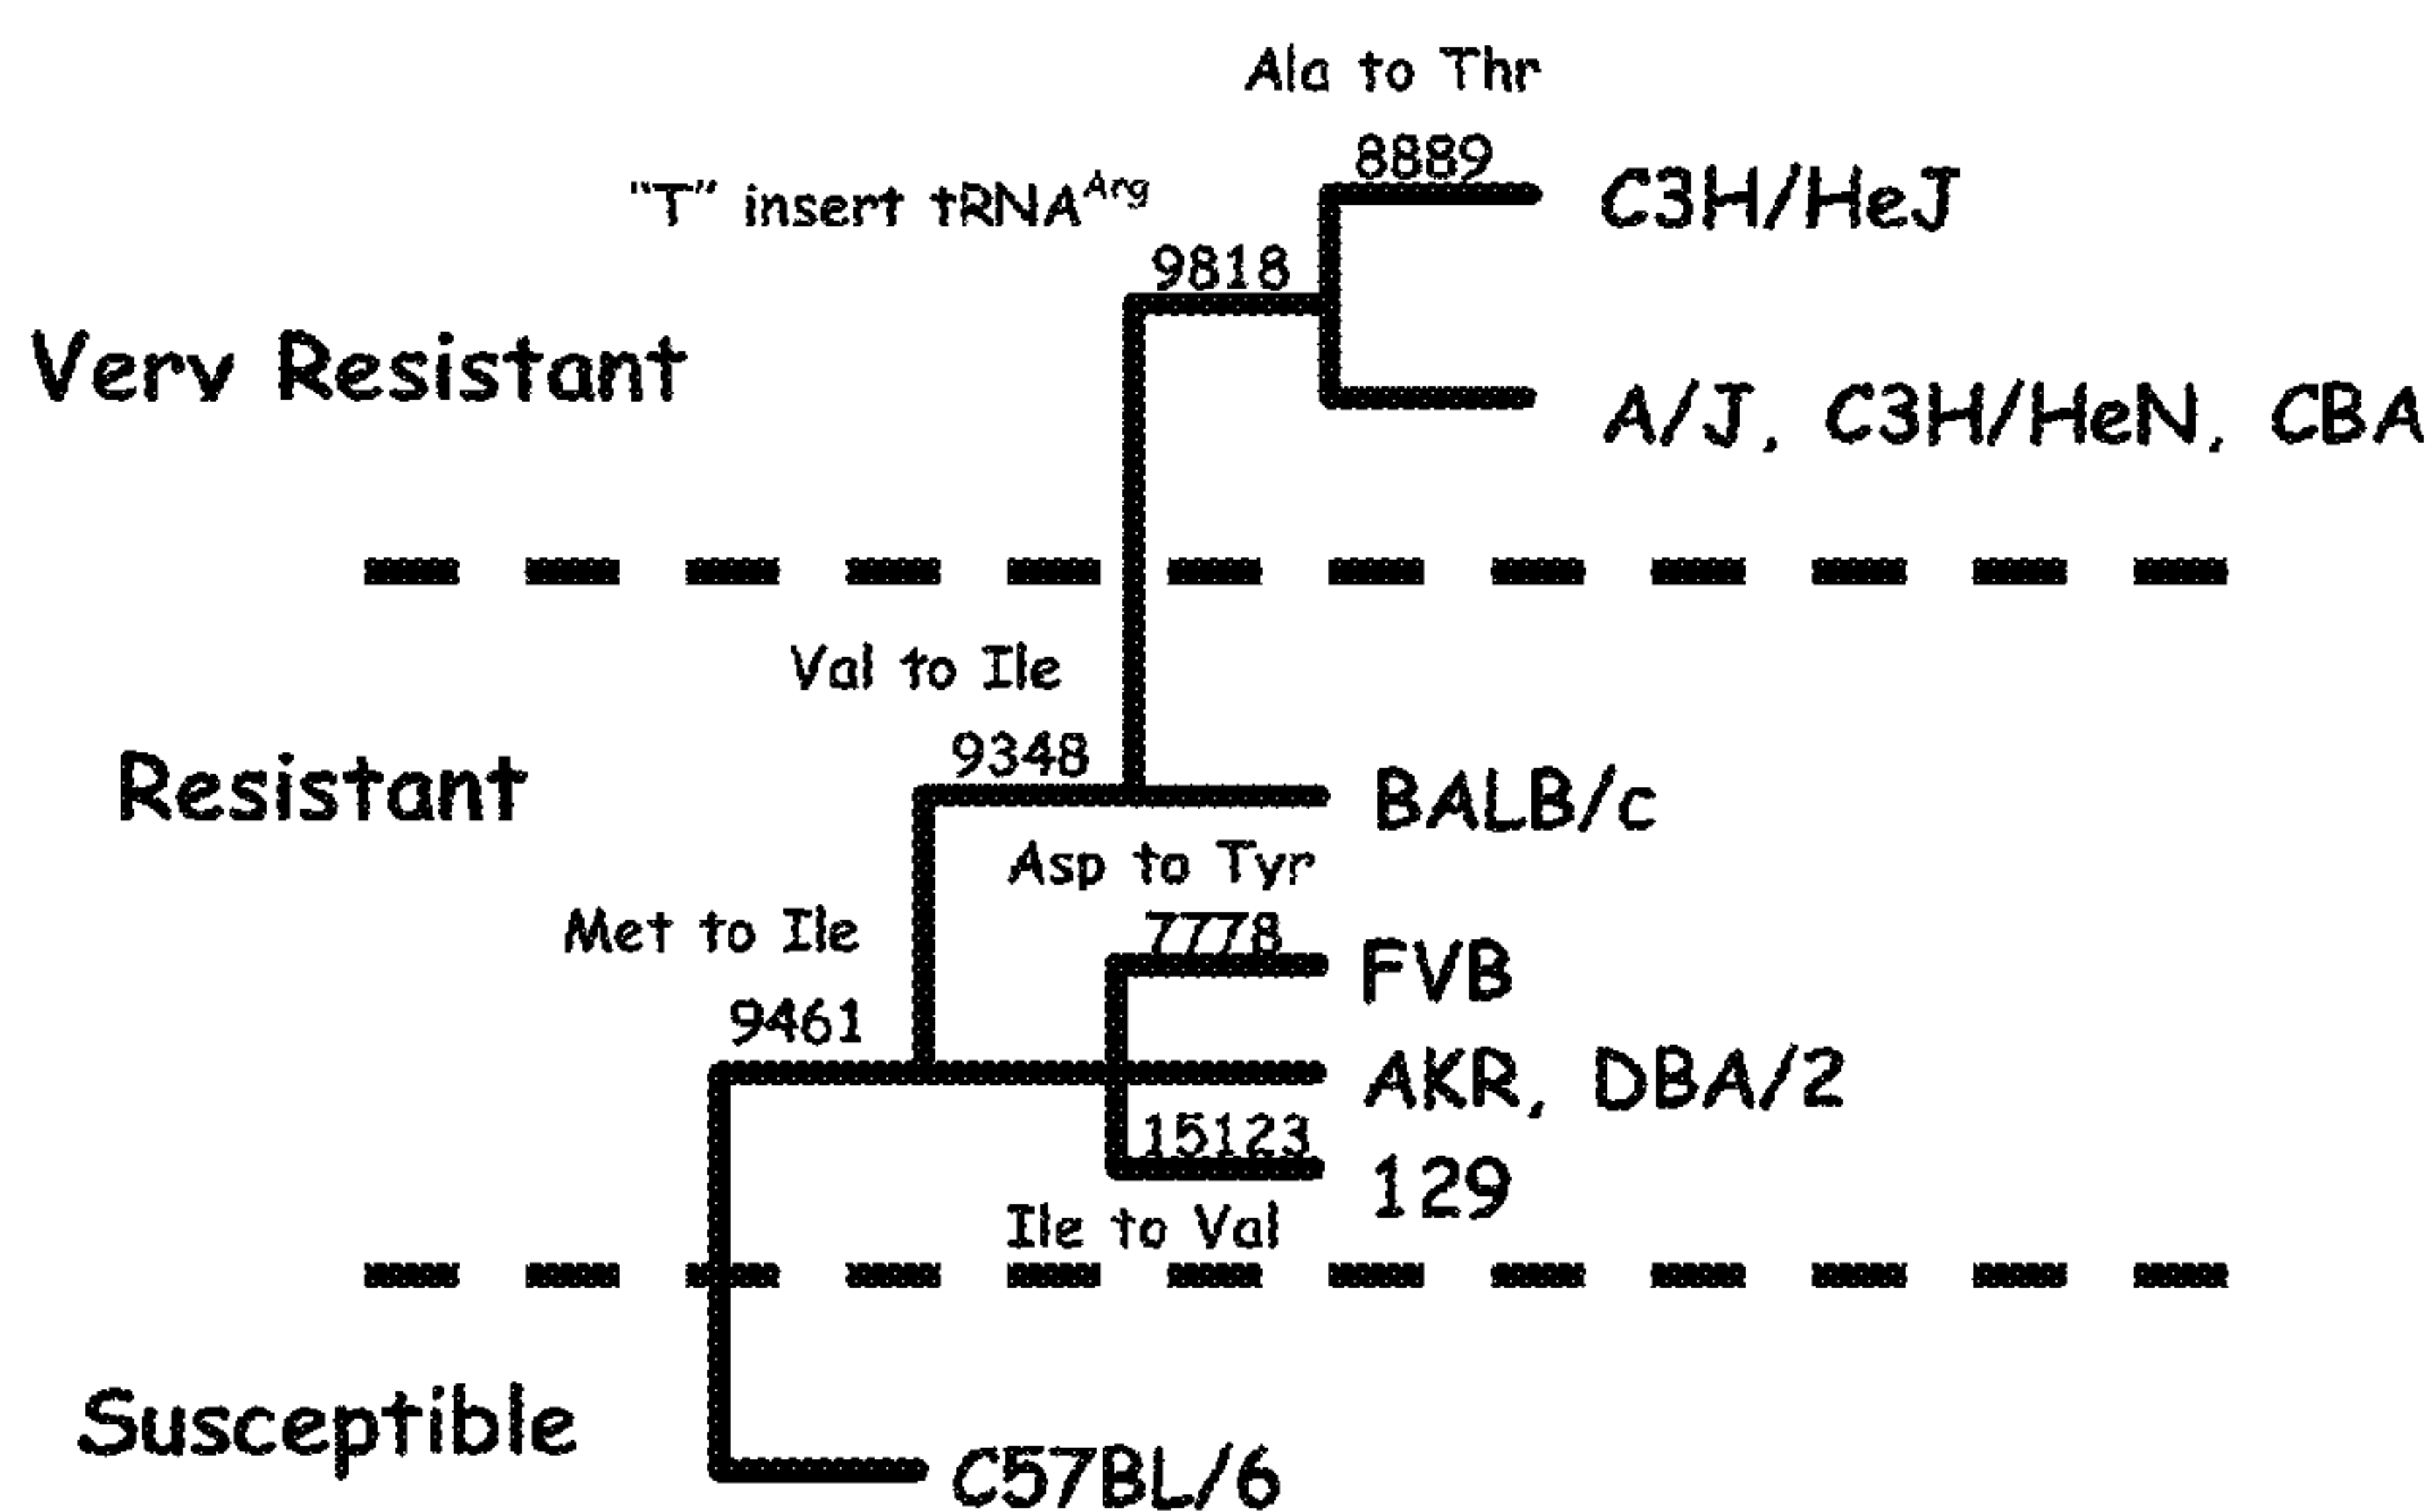 Ala to Thr
8889
C3H/HeJ
"T" insert tRNAArg
9818
Very Resistant
A/J, C3H/HeN, CBA
Val to Ile
9348
Resistant
BALB/c
Asp to Tyr
7778
FVB
Met to Ile
9461
AKR, DBA/2
15123
129
Ile to Val
Susceptible
C57BL/6